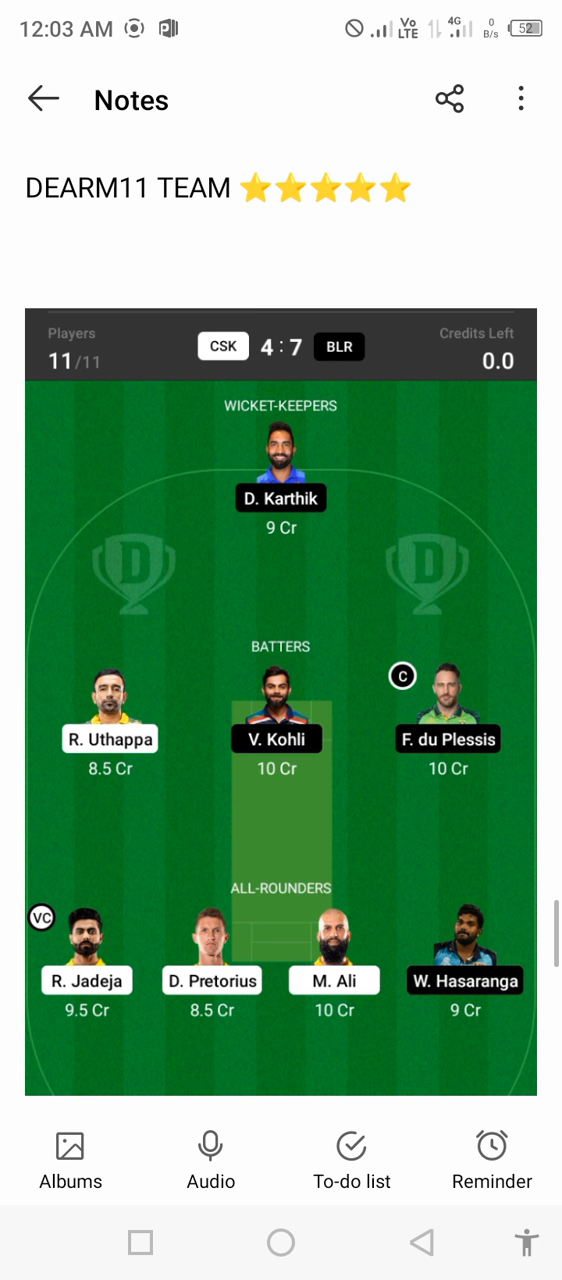 12:03 AM Vo LTE 4G 0 B/s 52
Notes
DEARM11 TEAM ⭐⭐⭐⭐⭐
Players CSK 4 : 7 BLR Credits Left
11/11 0.0
WICKET-KEEPERS
D. Karthik
9 Cr
D D
BATTERS
C
R. Uthappa V. Kohli F. du Plessis
8.5 Cr 10 Cr 10 Cr
ALL-ROUNDERS
VC
R. Jadeja D. Pretorius M. Ali W. Hasaranga
9.5 Cr 8.5 Cr 10 Cr 9 Cr
Albums Audio To-do list Reminder